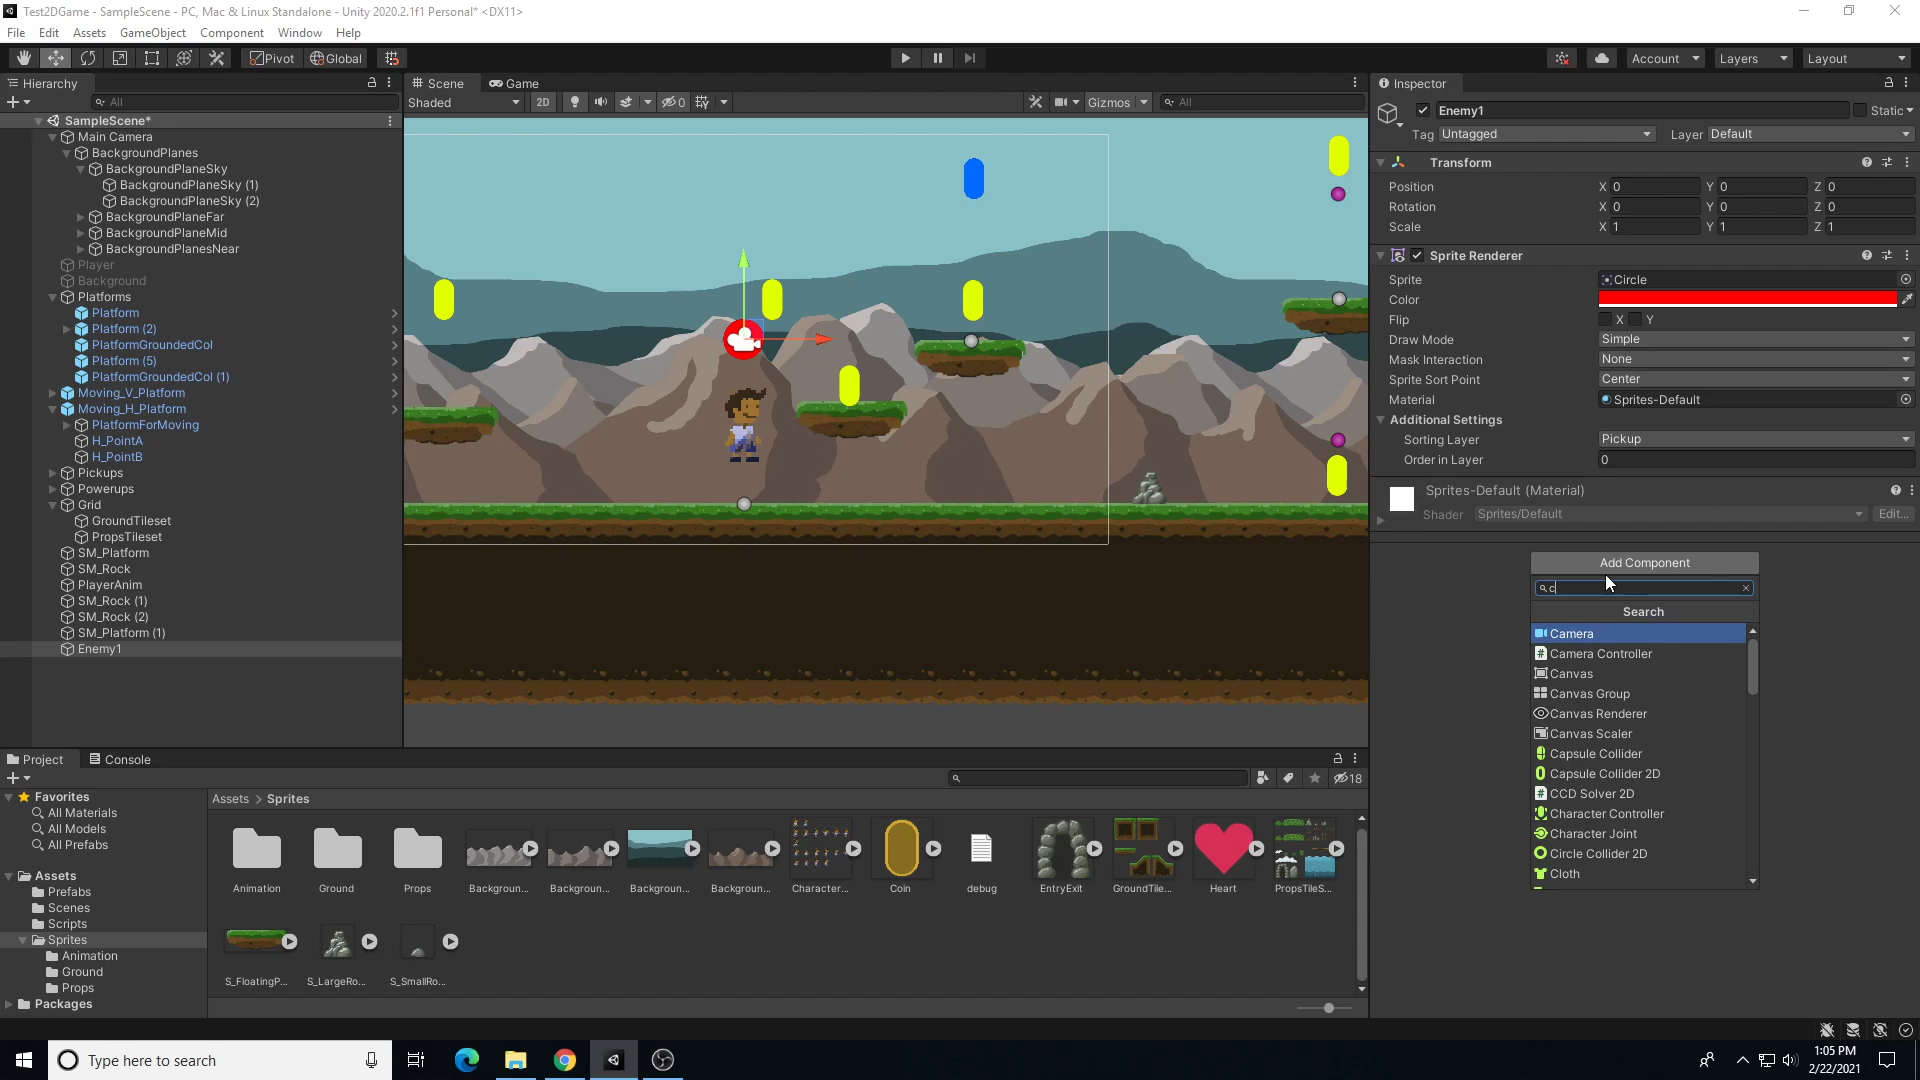 Test2DGame - SampleScene - PC, Mac & Linux Standalone - Unity 2020.2.1f1 Personal* <DX11>
File Edit Assets GameObject Component Window Help
Pivot Global Account Layers Layout
Hierarchy
All
SampleScene*
Main Camera
BackgroundPlanes
BackgroundPlaneSky
BackgroundPlaneSky (1)
BackgroundPlaneSky (2)
BackgroundPlaneFar
BackgroundPlaneMid
BackgroundPlanesNear
Player
Background
Platforms
Platform
Platform (2)
PlatformGroundedCol
Platform (5)
PlatformGroundedCol (1)
Moving_V_Platform
Moving_H_Platform
PlatformForMoving
H_PointA
H_PointB
Pickups
Powerups
Grid
GroundTileset
PropsTileset
SM_Platform
SM_Rock
PlayerAnim
SM_Rock (1)
SM_Rock (2)
SM_Platform (1)
Enemy1
Scene Game
Shaded 2D 0 Gizmos All
Inspector
Enemy1 Static
Tag Untagged Layer Default
Transform
Position X 0 Y 0 Z 0
Rotation X 0 Y 0 Z 0
Scale X 1 Y 1 Z 1
Sprite Renderer
Sprite Circle
Color
Flip X Y
Draw Mode Simple
Mask Interaction None
Sprite Sort Point Center
Material Sprites-Default
Additional Settings
Sorting Layer Pickup
Order in Layer 0
Sprites-Default (Material)
Shader Sprites/Default Edit...
Add Component
c
Search
Camera
Camera Controller
Canvas
Canvas Group
Canvas Renderer
Canvas Scaler
Capsule Collider
Capsule Collider 2D
CCD Solver 2D
Character Controller
Character Joint
Circle Collider 2D
Cloth
Project Console
18
Favorites
All Materials
All Models
All Prefabs
Assets
Prefabs
Scenes
Scripts
Sprites
Animation
Ground
Props
Packages
Assets > Sprites
Animation Ground Props Backgroun... Backgroun... Backgroun... Backgroun... Character... Coin debug EntryExit GroundTile... Heart PropsTileS...
S_FloatingP... S_LargeRo... S_SmallRo...
Type here to search
1:05 PM
2/22/2021